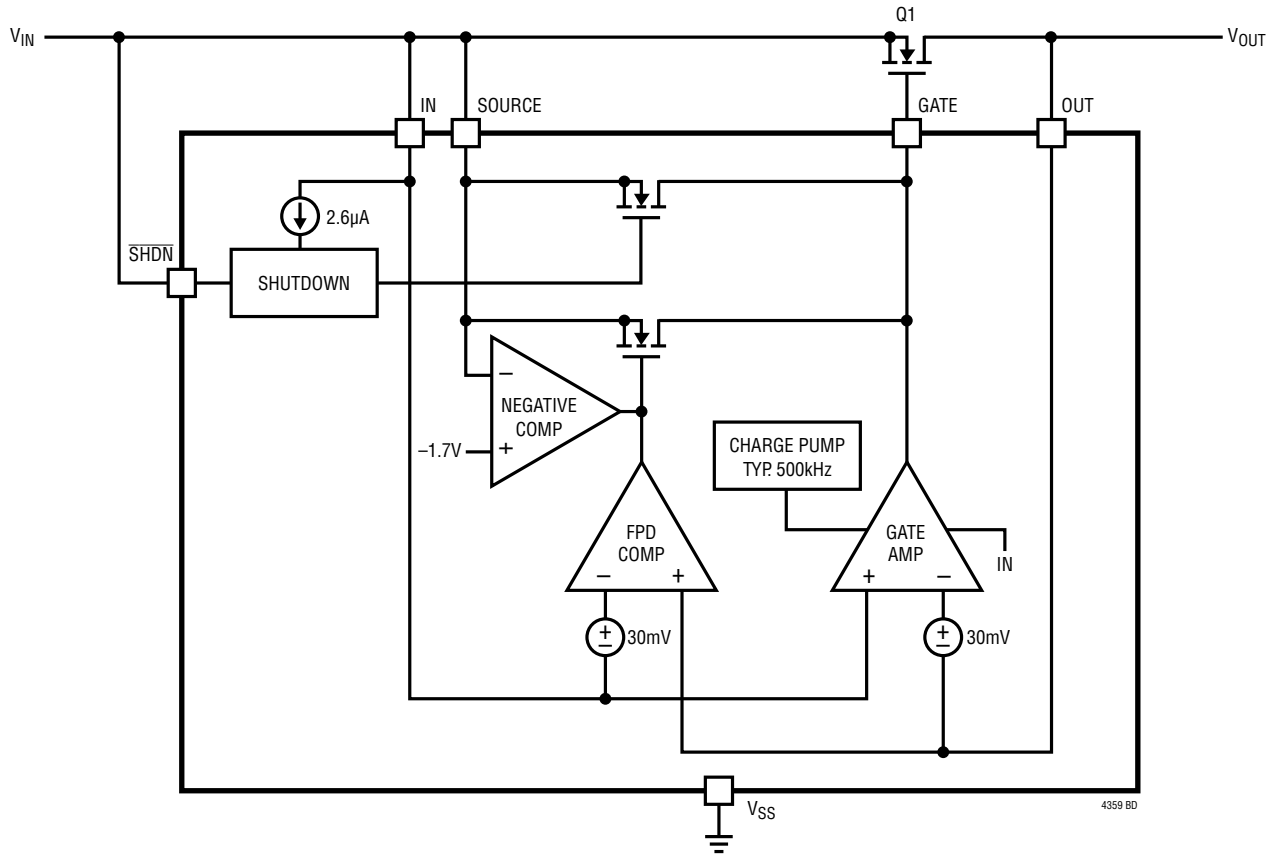 Q1
VIN
VOUT
IN
SOURCE
GATE
OUT
2.6µA
SHDN
SHUTDOWN
−
NEGATIVE
COMP
−1.7V
+
CHARGE PUMP
TYP. 500kHz
FPD
COMP
− +
GATE
AMP
+ −
IN
+
−
30mV
+
−
30mV
VSS
4359 BD